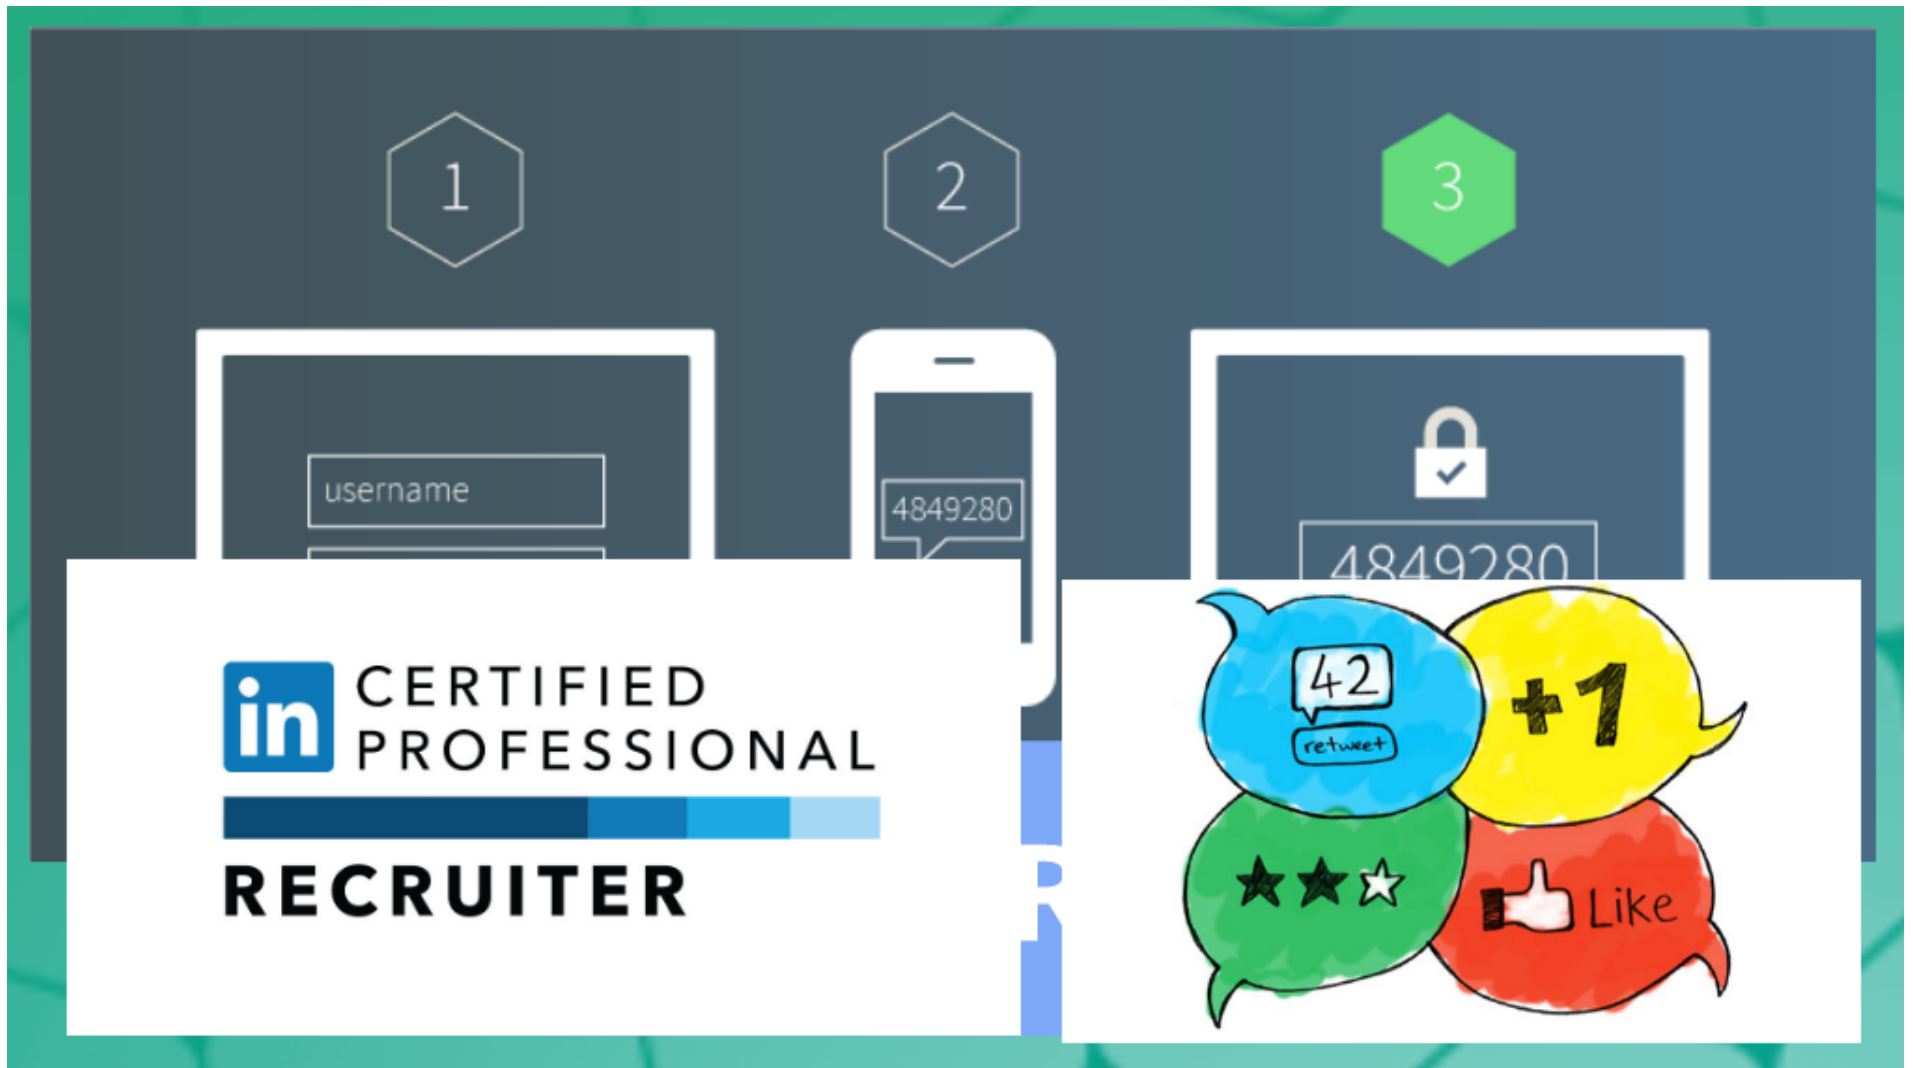 1
2
3
username
4849280
4849280
in CERTIFIED
PROFESSIONAL
RECRUITER
R
42
retweet
+1
Like